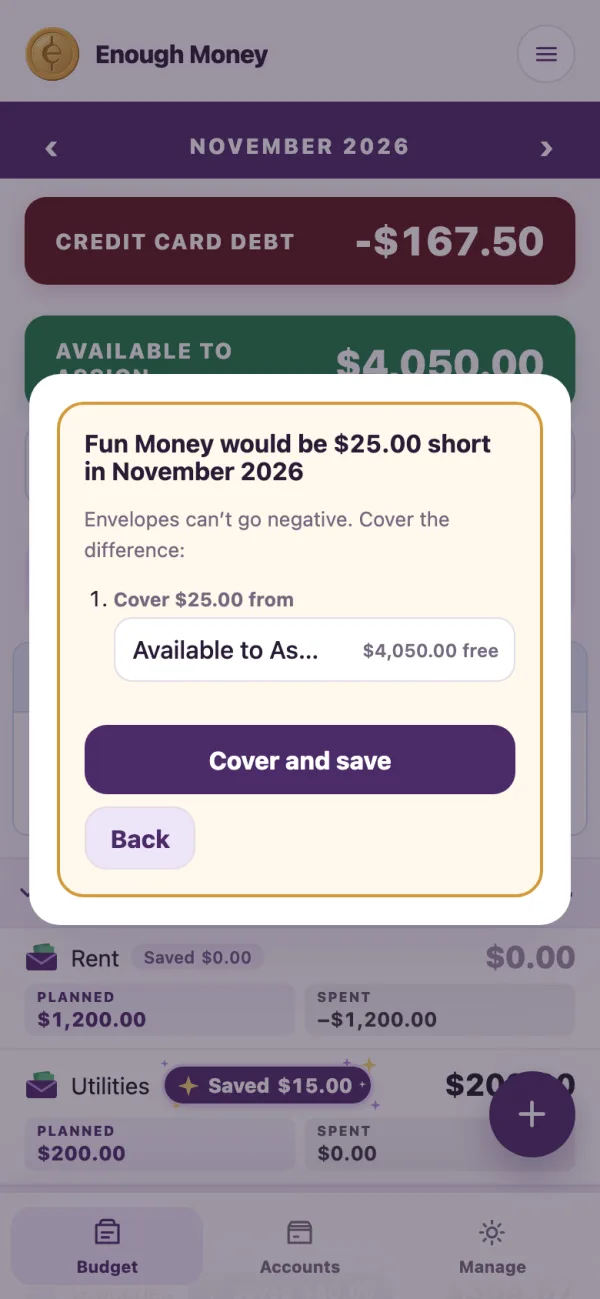 Enough Money
NOVEMBER 2026
CREDIT CARD DEBT
-$167.50
AVAILABLE TO
ASSIGN
$4,050.00
Fun Money would be $25.00 short
in November 2026
Envelopes can’t go negative. Cover the
difference:
1. Cover $25.00 from
Available to As...
$4,050.00 free
Cover and save
Back
Rent
Saved $0.00
$0.00
PLANNED
$1,200.00
SPENT
–$1,200.00
Utilities
Saved $15.00
PLANNED
$200.00
SPENT
$0.00
Budget
Accounts
Manage